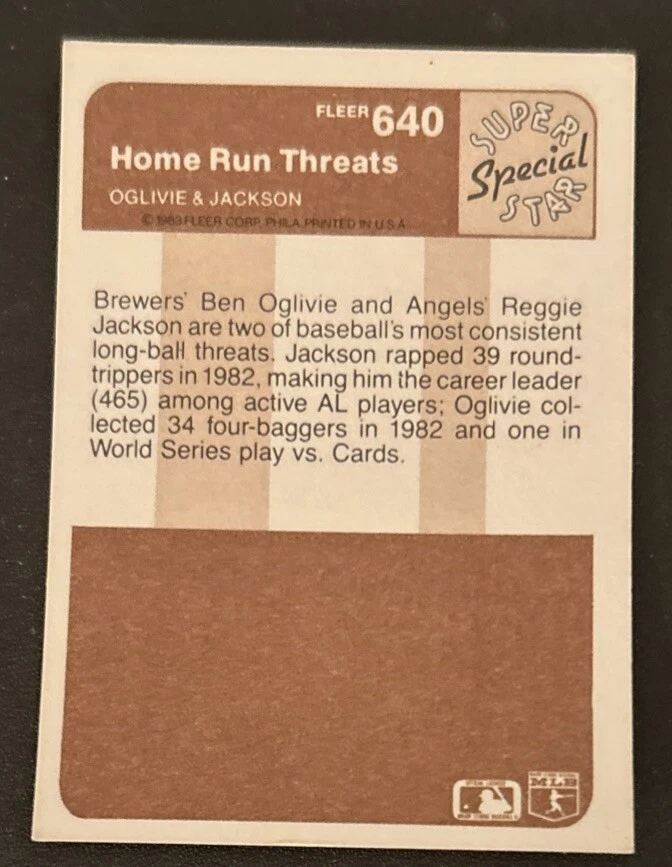 FLEER 640
Home Run Threats
OGLIVIE & JACKSON
© 1983 FLEER CORP. PHILA. PRINTED IN U.S.A.
SUPER
Special
STAR
Brewers' Ben Oglivie and Angels' Reggie
Jackson are two of baseball's most consistent
long-ball threats. Jackson rapped 39 round-
trippers in 1982, making him the career leader
(465) among active AL players; Oglivie col-
lected 34 four-baggers in 1982 and one in
World Series play vs. Cards.
MLB